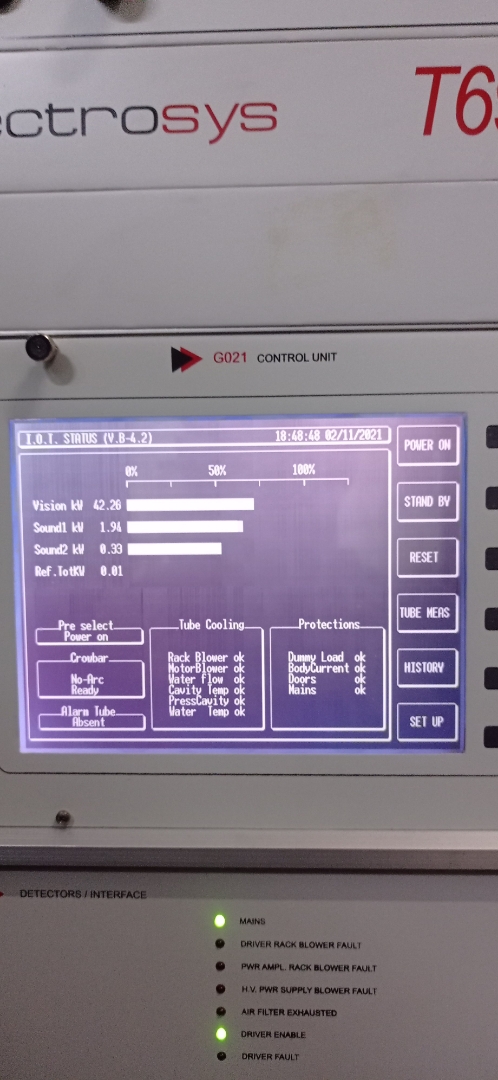 ectrosys
T6
G021 CONTROL UNIT
I.O.T. STATUS (V.B-4.2) 18:48:48 02/11/2021
0% 50% 100%
Vision kW 42.26
Sound1 kW 1.94
Sound2 kW 0.33
Ref.TotKW 0.01
Pre select
Power on
Crowbar
No-Arc
Ready
Alarm Tube
Absent
Tube Cooling
Rack Blower ok
MotorBlower ok
Water flow ok
Cavity Temp ok
PressCavity ok
Water Temp ok
Protections
Dummy Load ok
BodyCurrent ok
Doors ok
Mains ok
POWER ON
STAND BY
RESET
TUBE MEAS
HISTORY
SET UP
DETECTORS / INTERFACE
MAINS
DRIVER RACK BLOWER FAULT
PWR AMPL. RACK BLOWER FAULT
H.V. PWR SUPPLY BLOWER FAULT
AIR FILTER EXHAUSTED
DRIVER ENABLE
DRIVER FAULT